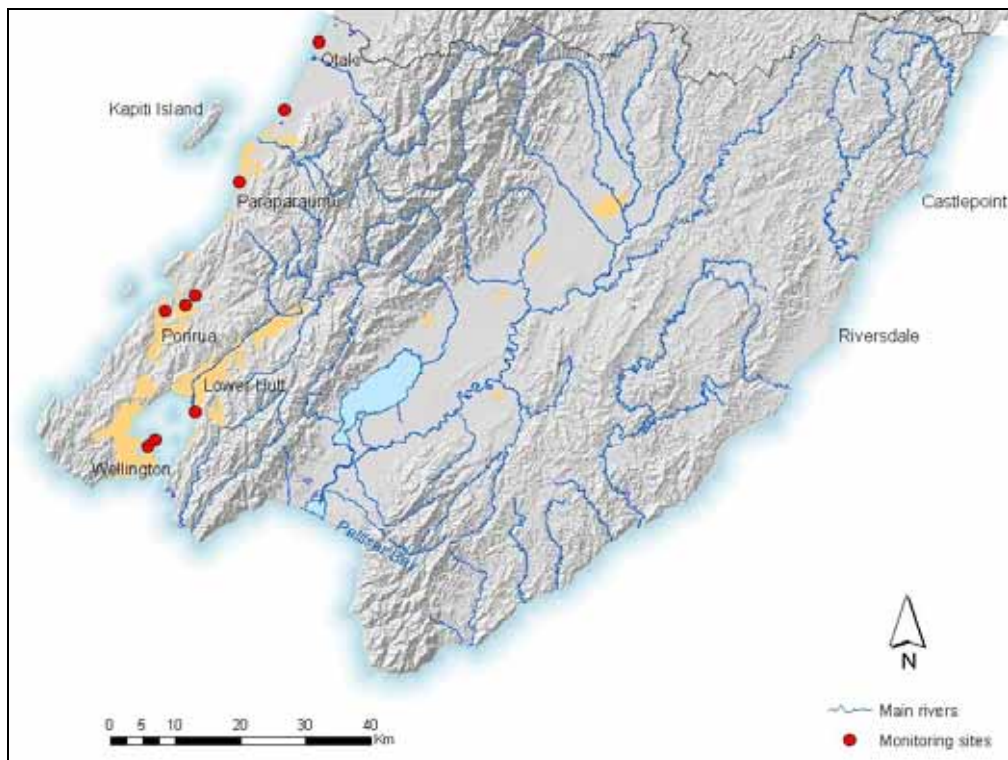 Otaki
Kapiti Island
Paraparaumu
Castlepoint
Porirua
Riversdale
Lower Hutt
Wellington
Palliser Bay
N
0 5 10 20 30 40
Km
Main rivers
Monitoring sites